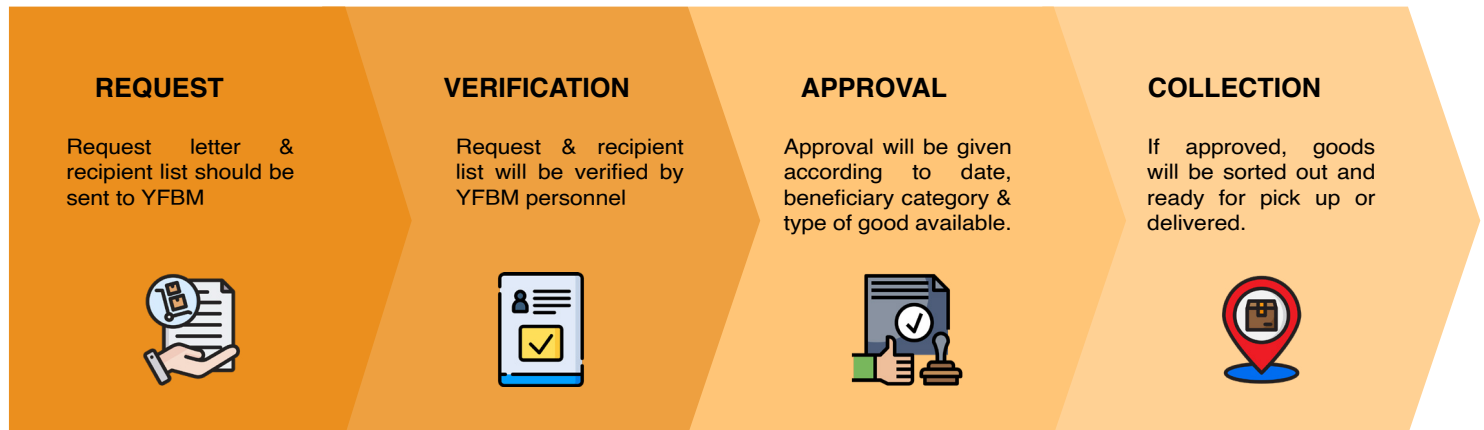 REQUEST
Request letter &
recipient list should be
sent to YFBM
VERIFICATION
Request & recipient
list will be verified by
YFBM personnel
APPROVAL
Approval will be given
according to date,
beneficiary category &
type of good available.
COLLECTION
If approved, goods
will be sorted out and
ready for pick up or
delivered.